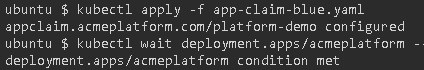 ubuntu $ kubectl apply -f app-claim-blue.yaml
appclaim.acmeplatform.com/platform-demo configured
ubuntu $ kubectl wait deployment.apps/acmeplatform --
deployment.apps/acmeplatform condition met